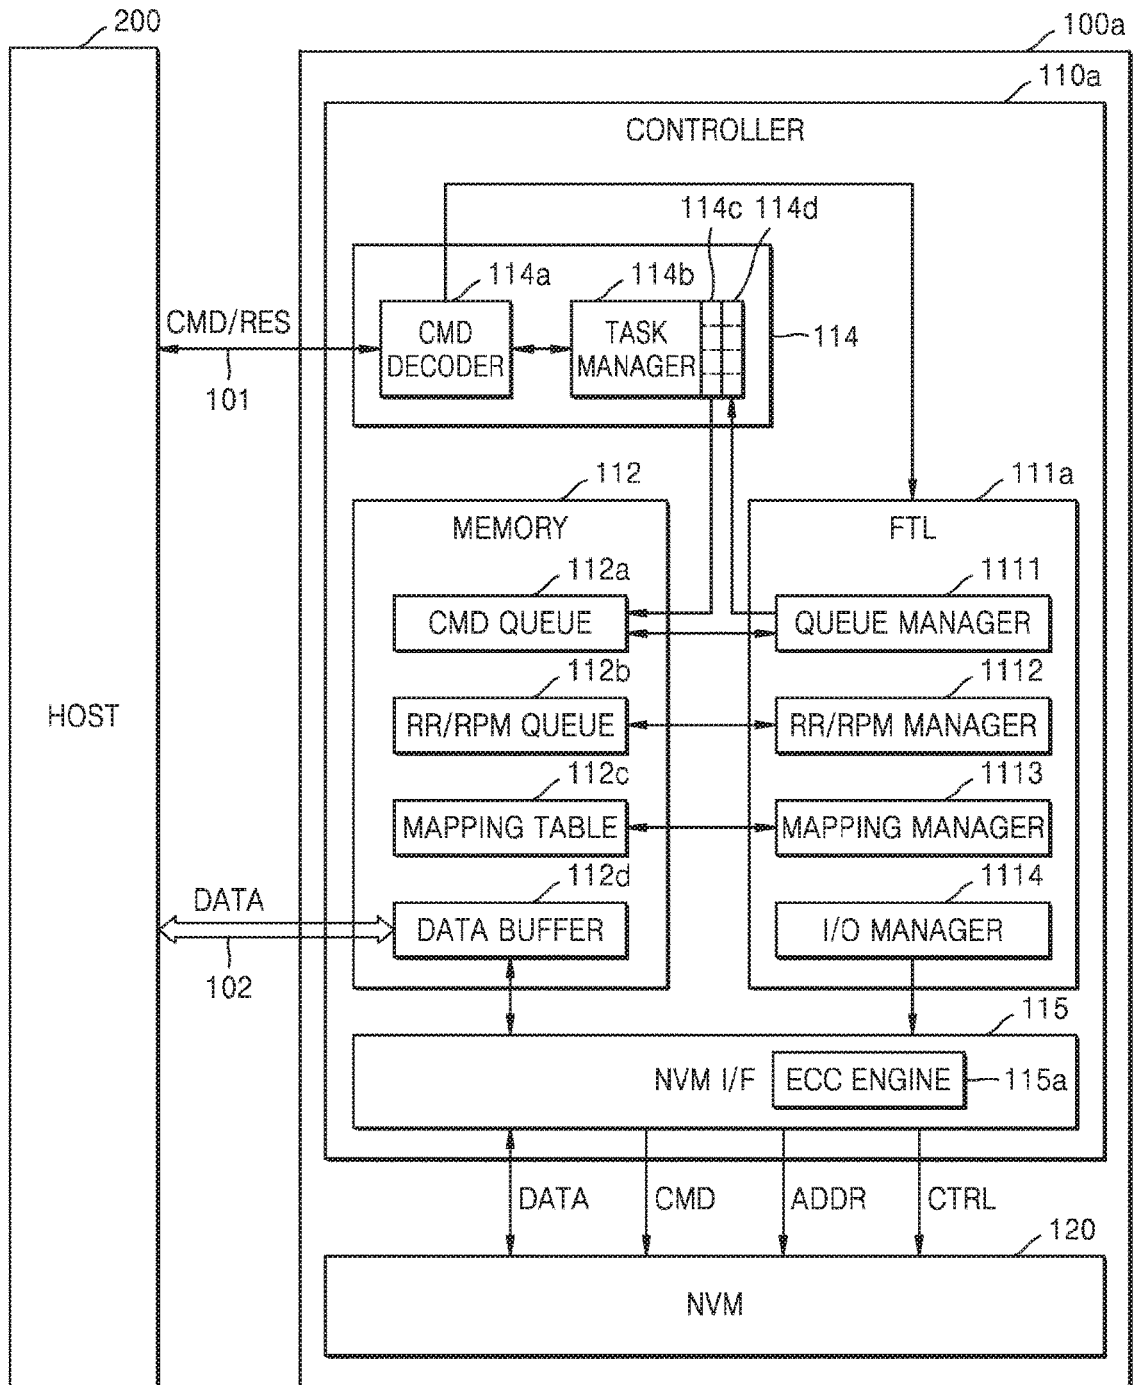 200
100a
110a
CONTROLLER
114c 114d
114a
114b
CMD/RES
CMD
DECODER
TASK
MANAGER
114
101
112
111a
MEMORY
FTL
112a
1111
CMD QUEUE
QUEUE MANAGER
112b
1112
HOST
RR/RPM QUEUE
RR/RPM MANAGER
112c
1113
MAPPING TABLE
MAPPING MANAGER
112d
1114
DATA
DATA BUFFER
I/O MANAGER
102
115
NVM I/F
ECC ENGINE
115a
DATA
CMD
ADDR
CTRL
120
NVM